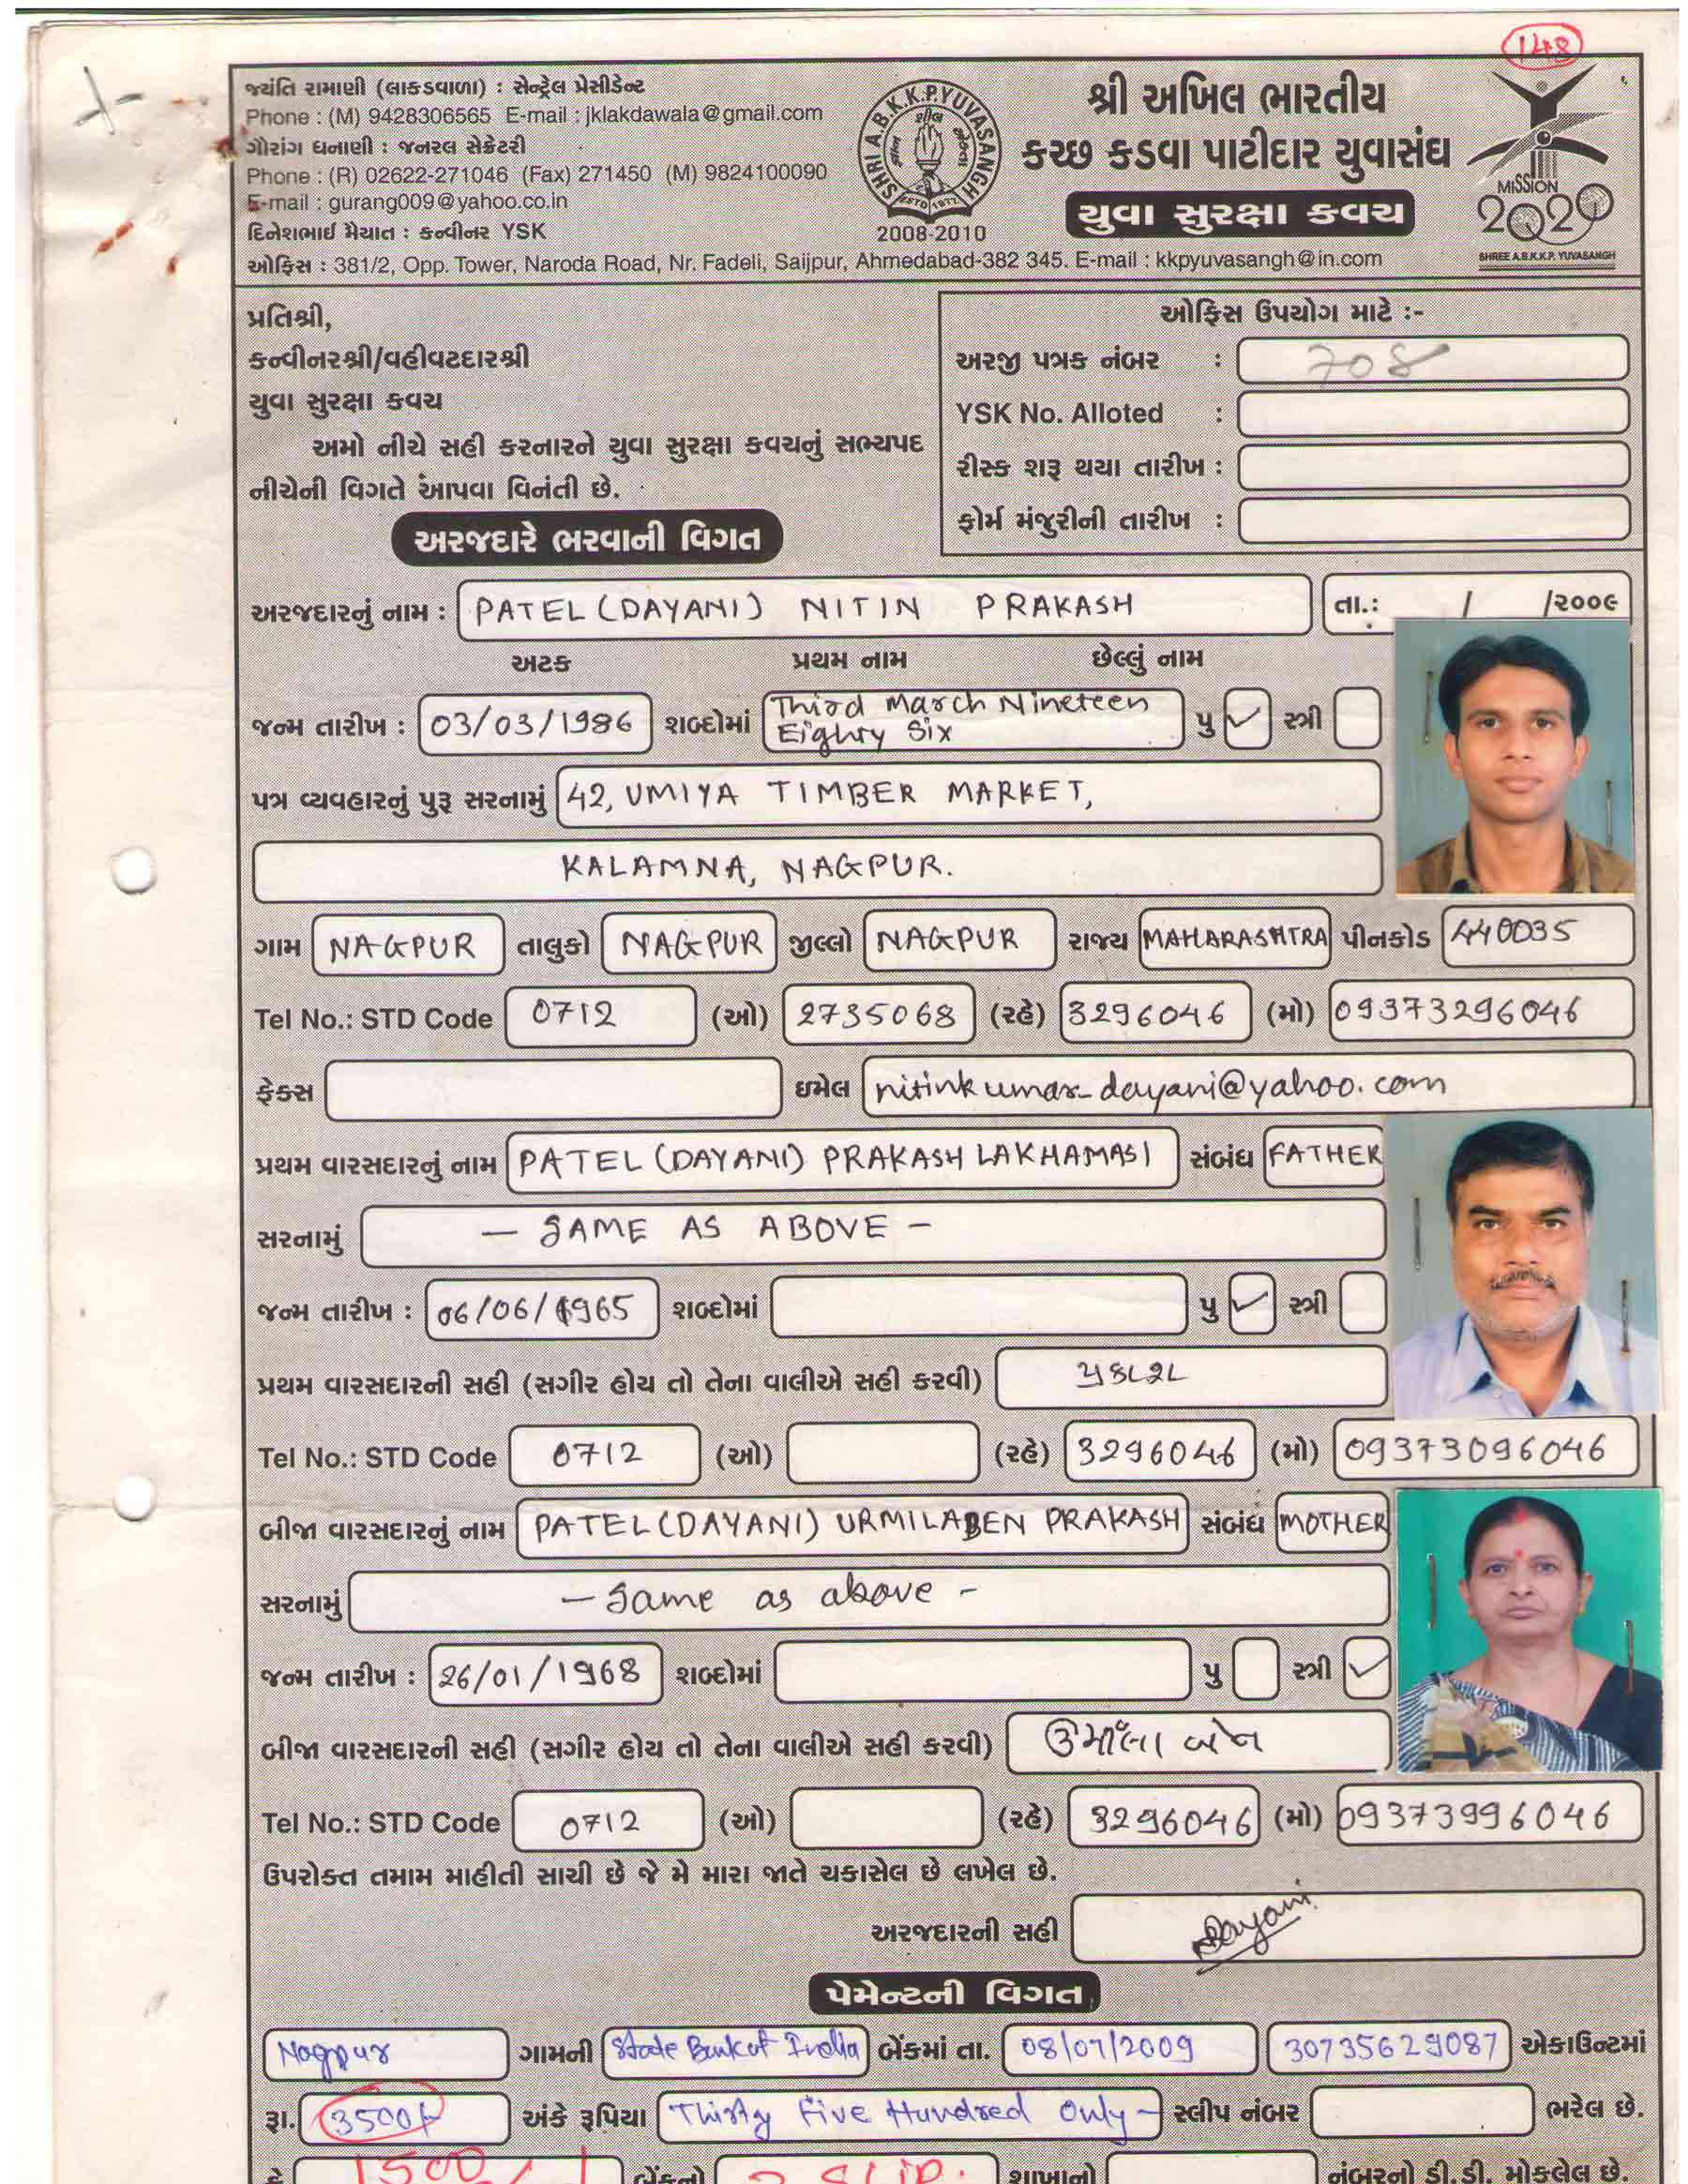 148
જયંતિ રામાણી (લાકડાવાળા) : સેન્ટ્રેલ પ્રેસીડેન્ટ
Phone : (M) 9428306565 E-mail : jklakdawala@gmail.com
ગૌરાંગ ધનાણી : જનરલ સેક્રેટરી
Phone : (R) 02622-271046 (Fax) 271450 (M) 9824100090
E-mail : gurang009@yahoo.co.in
દિનેશભાઈ મૈયાત : કન્વીનર YSK
SHRI A.B.K.K.P.YUVASANGH
ESTD 1977
2008-2010
શ્રી અખિલ ભારતીય
કચ્છ કડવા પાટીદાર યુવાસંઘ
યુવા સુરક્ષા કવચ
MISSION
2020
SHREE A.B.K.K.P. YUVASANGH
ઓફિસ : 381/2, Opp. Tower, Naroda Road, Nr. Fadeli, Saijpur, Ahmedabad-382 345. E-mail : kkpyuvasangh@in.com
પ્રતિશ્રી,
કન્વીનરશ્રી/વહીવટદારશ્રી
યુવા સુરક્ષા કવચ
અમો નીચે સહી કરનારને યુવા સુરક્ષા કવચનું સભ્યપદ
નીચેની વિગતે આપવા વિનંતી છે.
ઓફિસ ઉપયોગ માટે :-
અરજી પત્રક નંબર : 708
YSK No. Alloted :
રીસ્ક શરૂ થયા તારીખ :
ફોર્મ મંજુરીની તારીખ :
અરજદારે ભરવાની વિગત
અરજદારનું નામ : PATEL (DAYANI) NITIN PRAKASH તા.: / /૨૦૦૯
અટક પ્રથમ નામ છેલ્લું નામ
જન્મ તારીખ : 03/03/1986 શબ્દોમાં Third March Nineteen Eighty Six પુ ✓ સ્ત્રી
પત્ર વ્યવહારનું પુરૂ સરનામું 42, UMIYA TIMBER MARKET,
KALAMNA, NAGPUR.
ગામ NAGPUR તાલુકો NAGPUR જીલ્લો NAGPUR રાજ્ય MAHARASHTRA પીનકોડ 440035
Tel No.: STD Code 0712 (ઓ) 2735068 (રહે) 3296046 (મો) 09373296046
ફેક્સ ઇમેલ nitinkumar_dayani@yahoo.com
પ્રથમ વારસદારનું નામ PATEL (DAYANI) PRAKASH LAKHAMASI સંબંધ FATHER
સરનામું — SAME AS ABOVE -
જન્મ તારીખ : 06/06/1965 શબ્દોમાં પુ ✓ સ્ત્રી
પ્રથમ વારસદારની સહી (સગીર હોય તો તેના વાલીએ સહી કરવી) પ્રકાશ
Tel No.: STD Code 0712 (ઓ) (રહે) 3296046 (મો) 09373096046
બીજા વારસદારનું નામ PATEL (DAYANI) URMILABEN PRAKASH સંબંધ MOTHER
સરનામું — Same as above -
જન્મ તારીખ : 26/01/1968 શબ્દોમાં પુ સ્ત્રી ✓
બીજા વારસદારની સહી (સગીર હોય તો તેના વાલીએ સહી કરવી) ઉર્મીલા બેન
Tel No.: STD Code 0712 (ઓ) (રહે) 3296046 (મો) 09373996046
ઉપરોક્ત તમામ માહીતી સાચી છે જે મે મારા જાતે ચકાસેલ છે લખેલ છે.
અરજદારની સહી Dayani
પેમેન્ટની વિગત
Nagpur ગામની State Bank of India બેંકમાં તા. 08/07/2009 30735629087 એકાઉન્ટમાં
રૂા. 3500/- અંકે રૂપિયા Thirty Five Hundred Only — સ્લીપ નંબર ભરેલ છે.
1500/- બેંકનો 2 SLIP. શાખાનો નંબરનો ડી.ડી. મોકલેલ છે.